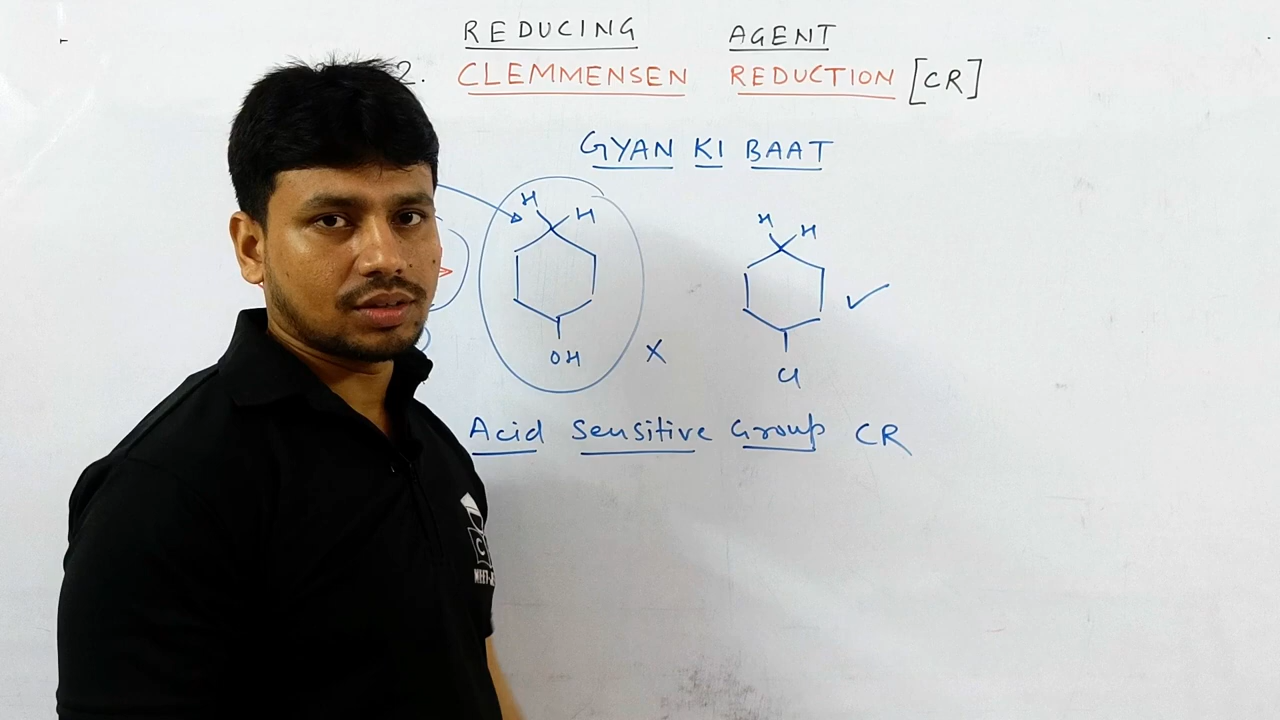 REDUCING AGENT
2. CLEMMENSEN REDUCTION [CR]
GYAN KI BAAT
H H
H H
OH X
Cl
Acid Sensitive Group CR
C